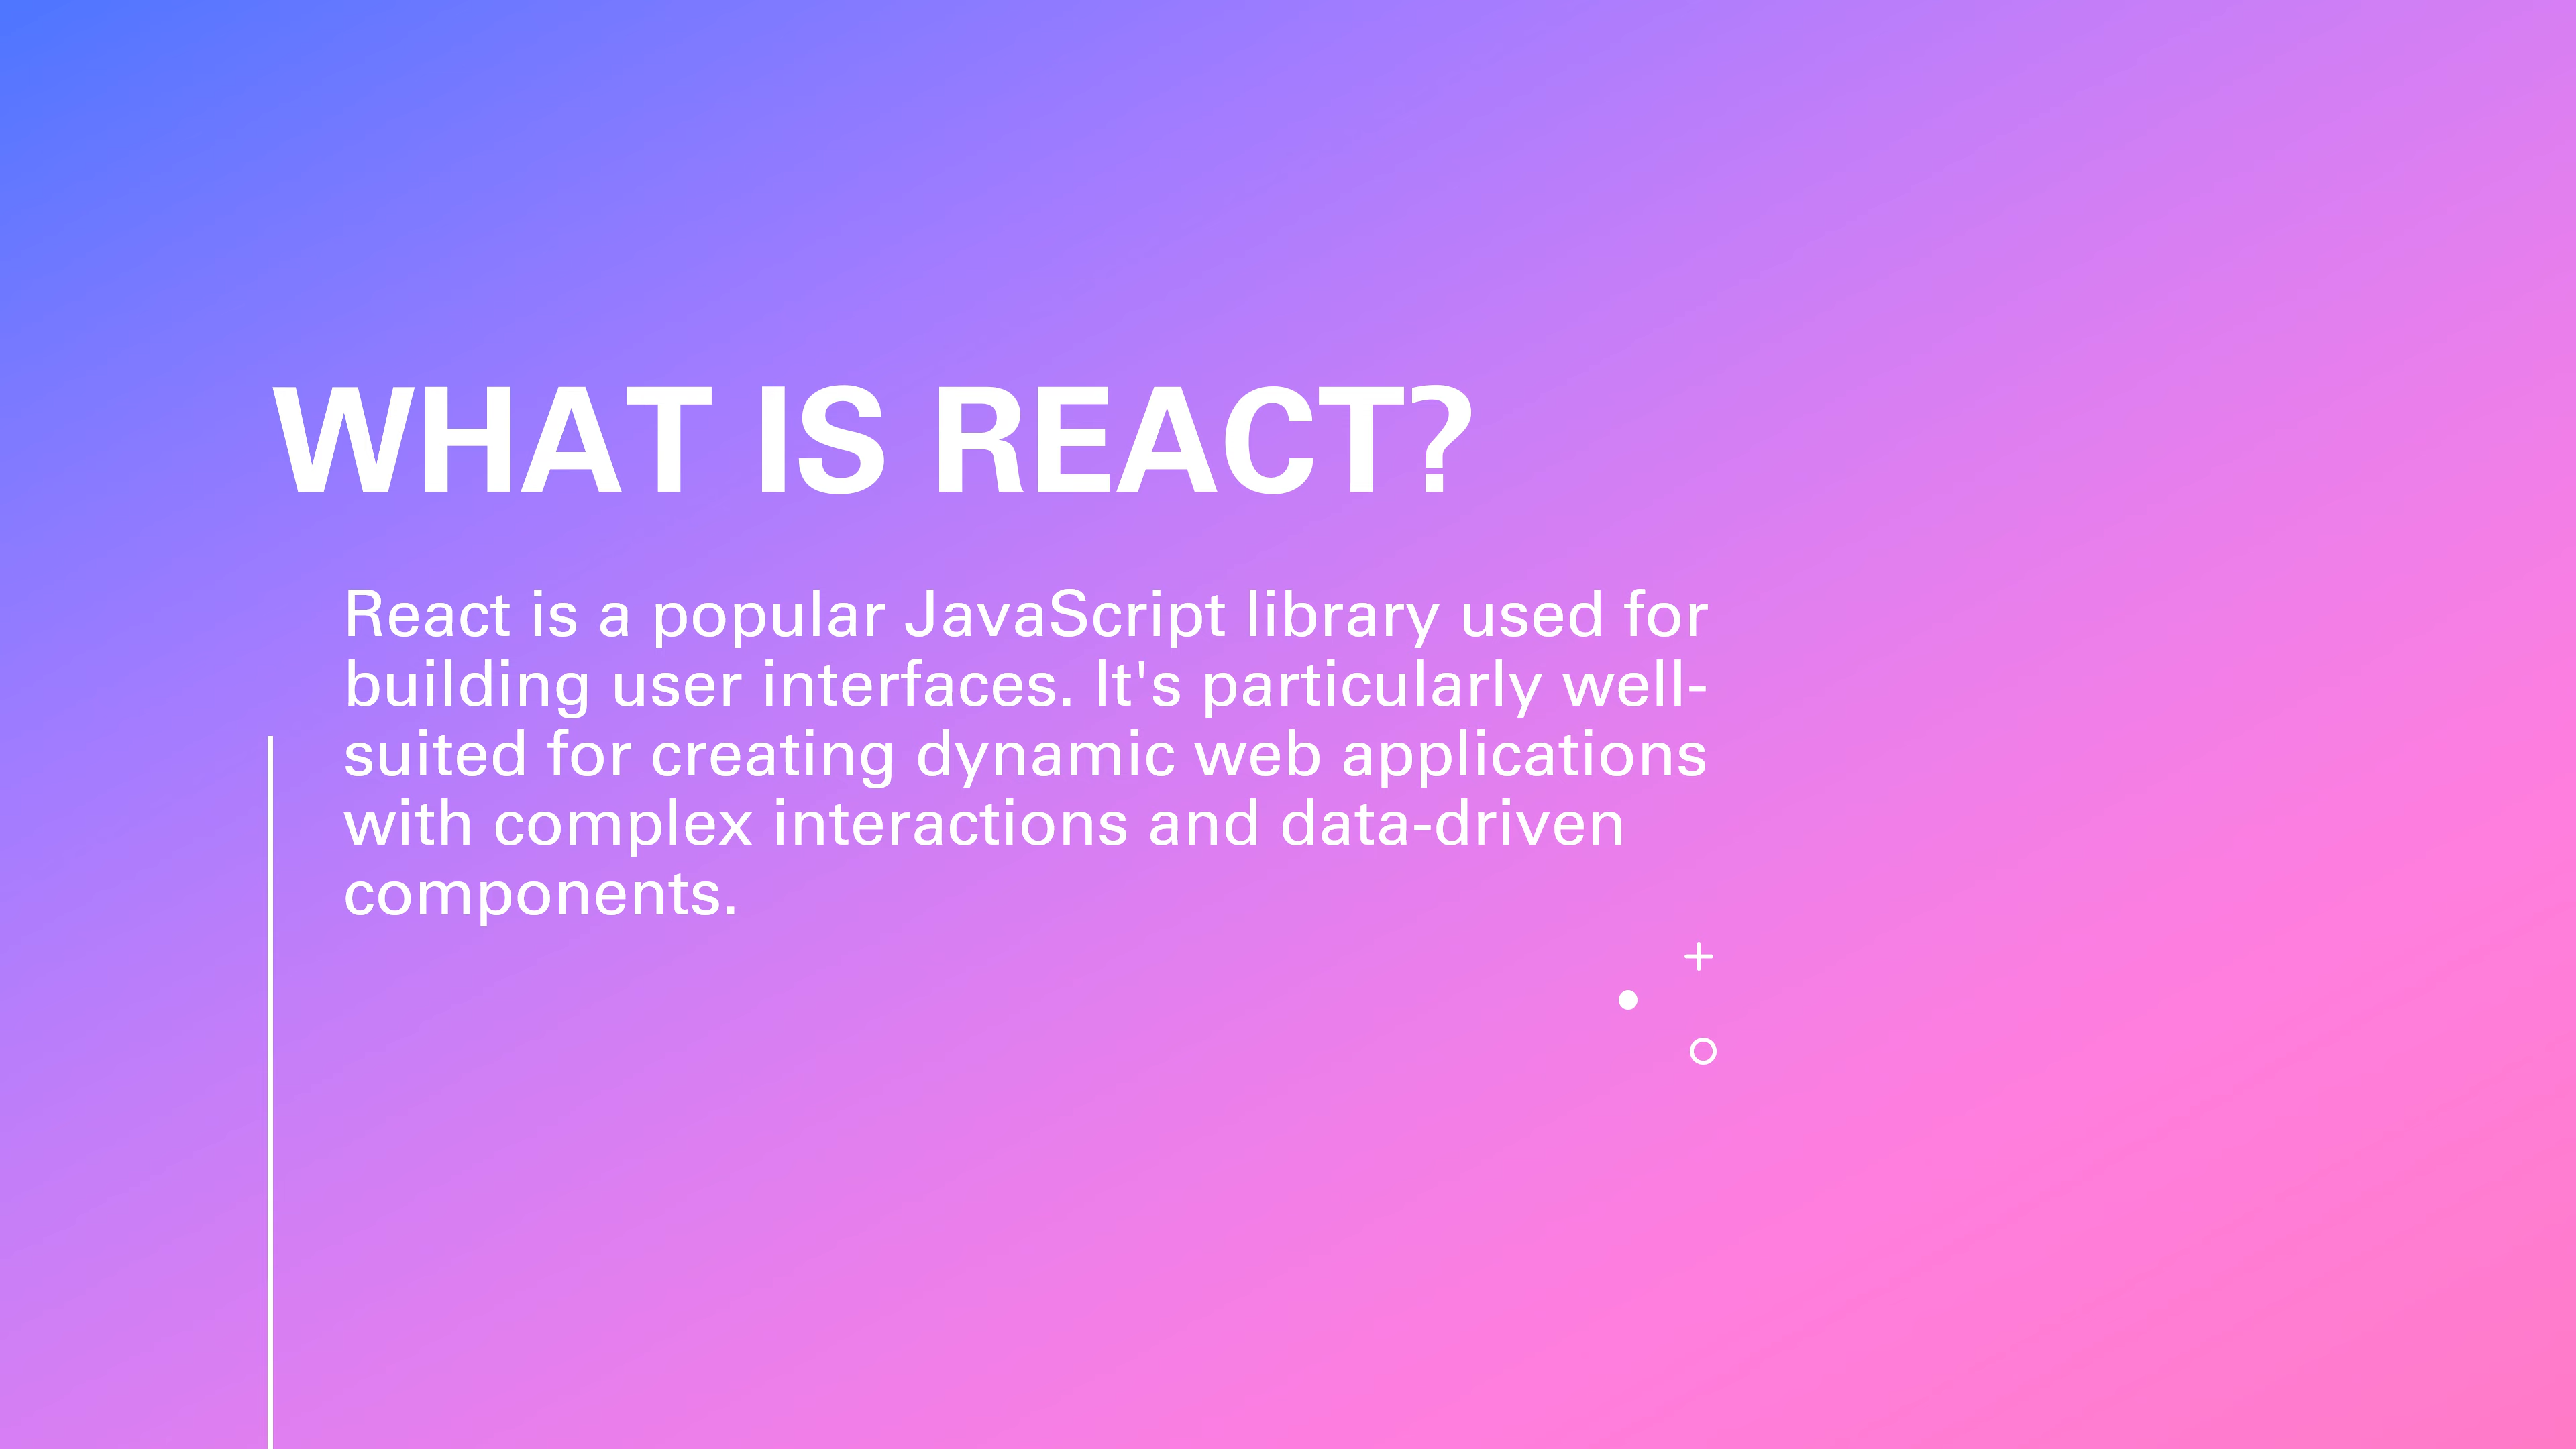 WHAT IS REACT?
React is a popular JavaScript library used for
building user interfaces. It's particularly well-
suited for creating dynamic web applications
with complex interactions and data-driven
components.